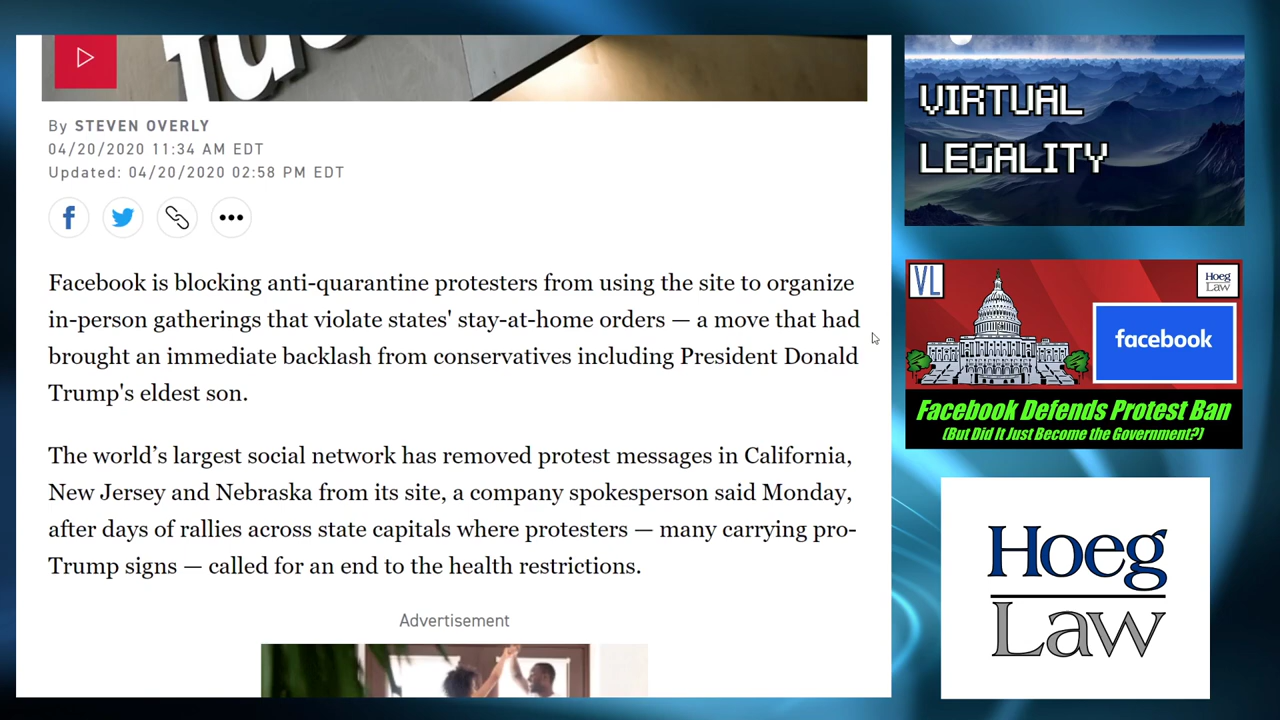 By STEVEN OVERLY
04/20/2020 11:34 AM EDT
Updated: 04/20/2020 02:58 PM EDT
Facebook is blocking anti-quarantine protesters from using the site to organize
in-person gatherings that violate states' stay-at-home orders — a move that had
brought an immediate backlash from conservatives including President Donald
Trump's eldest son.
The world’s largest social network has removed protest messages in California,
New Jersey and Nebraska from its site, a company spokesperson said Monday,
after days of rallies across state capitals where protesters — many carrying pro-
Trump signs — called for an end to the health restrictions.
Advertisement
VIRTUAL
LEGALITY
VL
Hoeg
Law
facebook
Facebook Defends Protest Ban
(But Did It Just Become the Government?)
Hoeg
Law